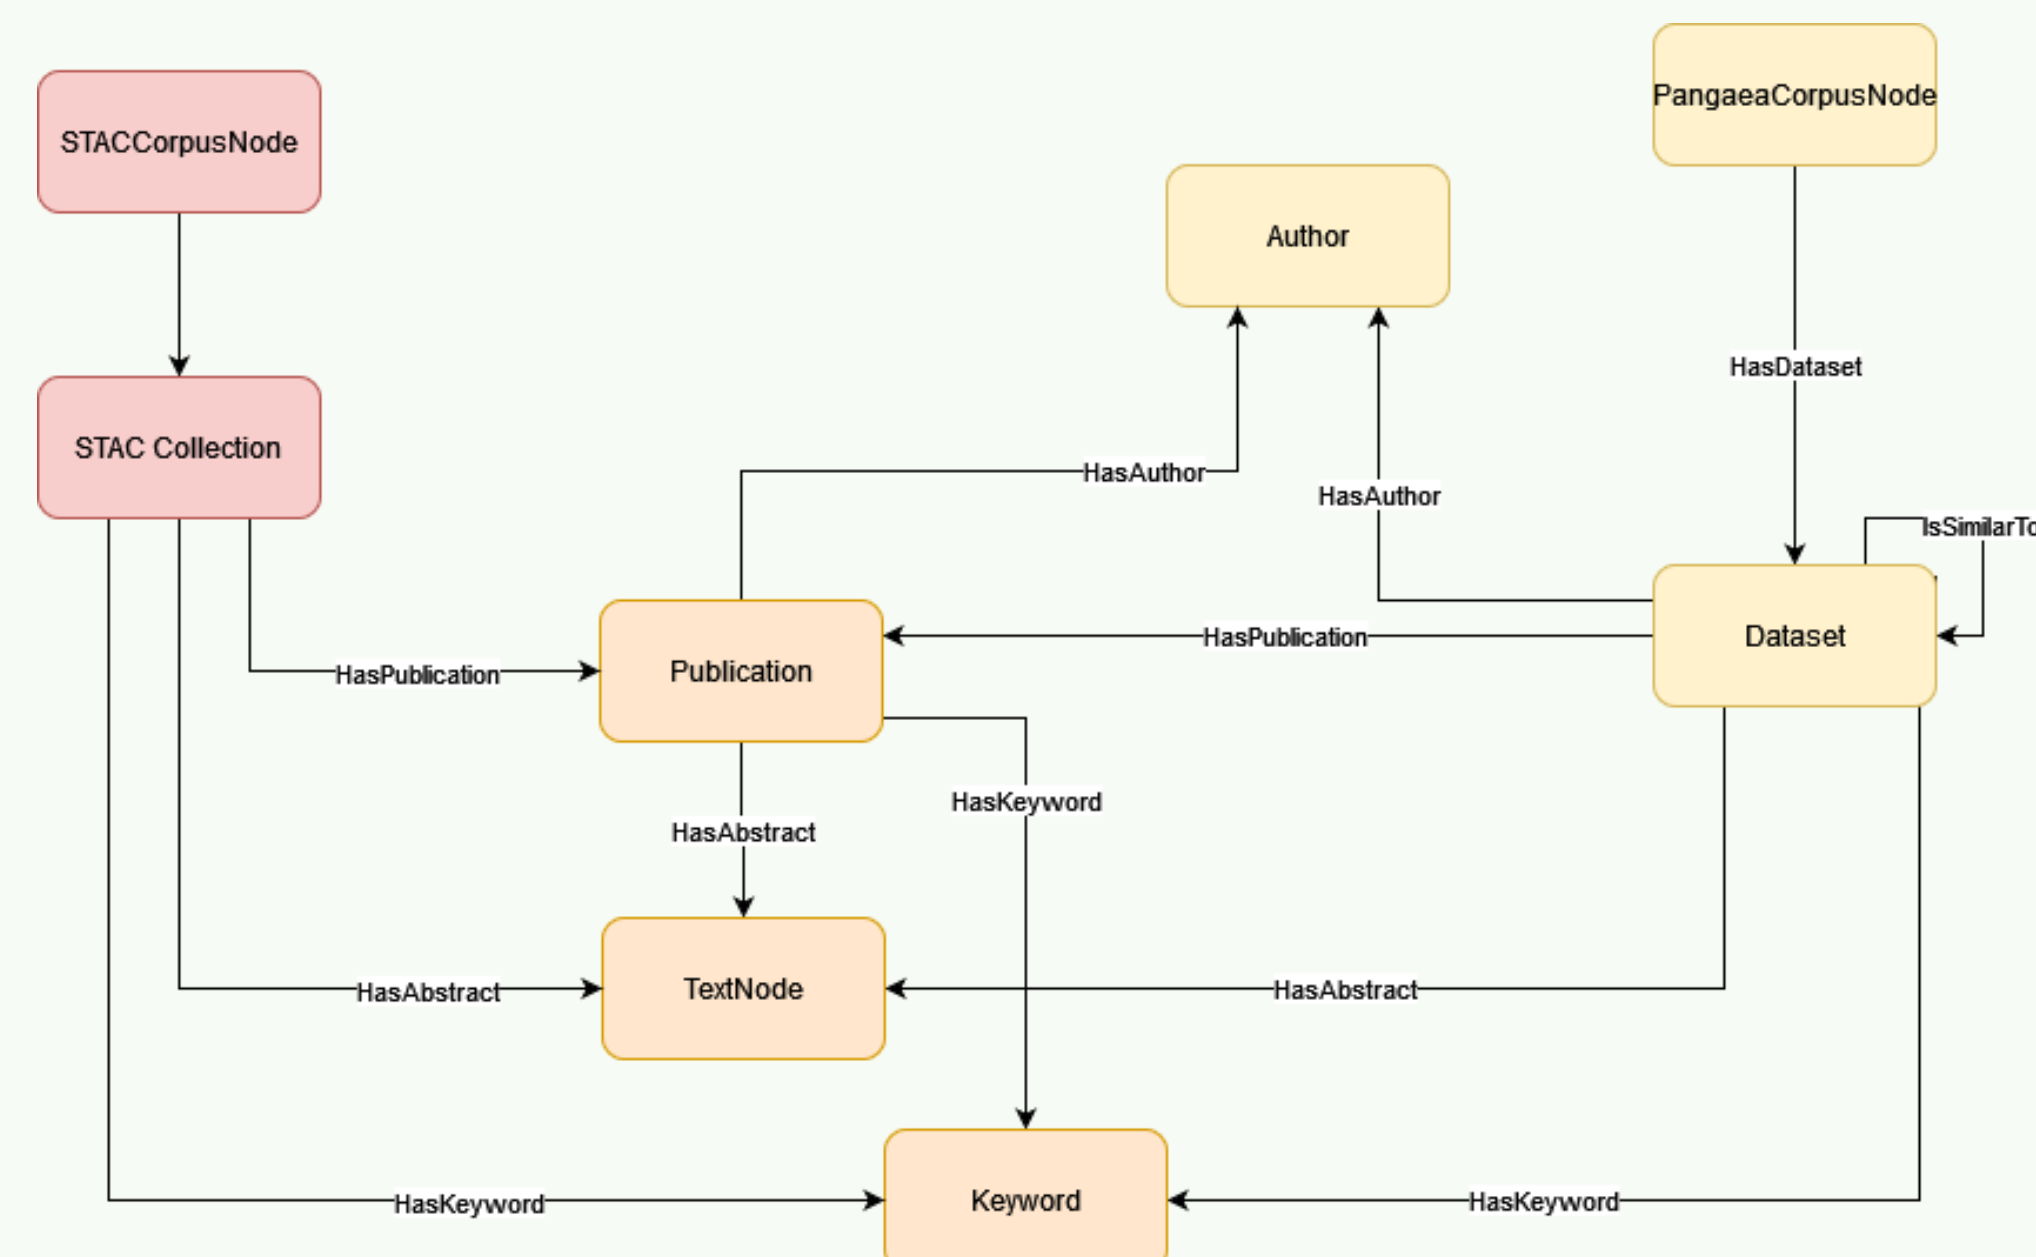 PangaeaCorpusNode
STACCorpusNode
Author
HasDataset
STAC Collection
HasAuthor
HasAuthor
IsSimilarTo
HasPublication
Dataset
HasPublication
Publication
HasKeyword
HasAbstract
HasAbstract
TextNode
HasAbstract
HasKeyword
Keyword
HasKeyword